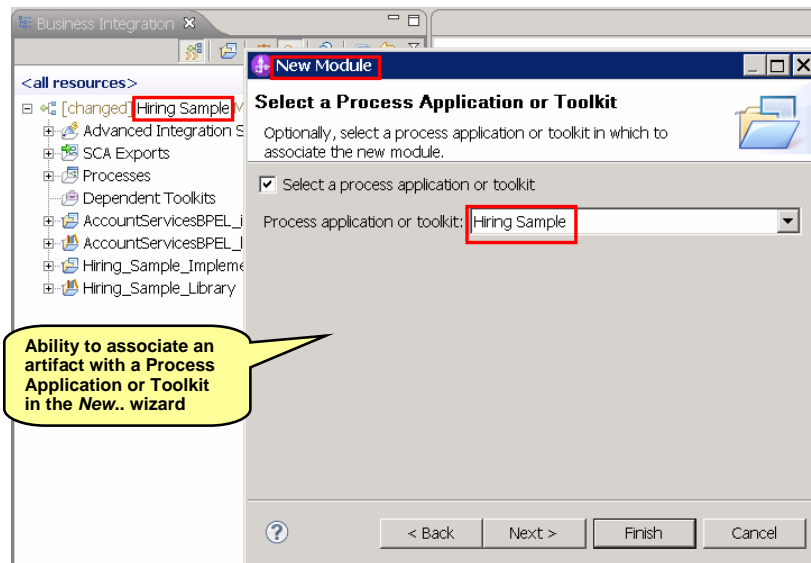 Business Integration
<all resources>
[changed] Hiring Sample
Advanced Integration S
SCA Exports
Processes
Dependent Toolkits
AccountServicesBPEL_i
AccountServicesBPEL_l
Hiring_Sample_Impleme
Hiring_Sample_Library
New Module
Select a Process Application or Toolkit
Optionally, select a process application or toolkit in which to
associate the new module.
Select a process application or toolkit
Process application or toolkit: Hiring Sample
Ability to associate an
artifact with a Process
Application or Toolkit
in the New.. wizard
?
< Back
Next >
Finish
Cancel